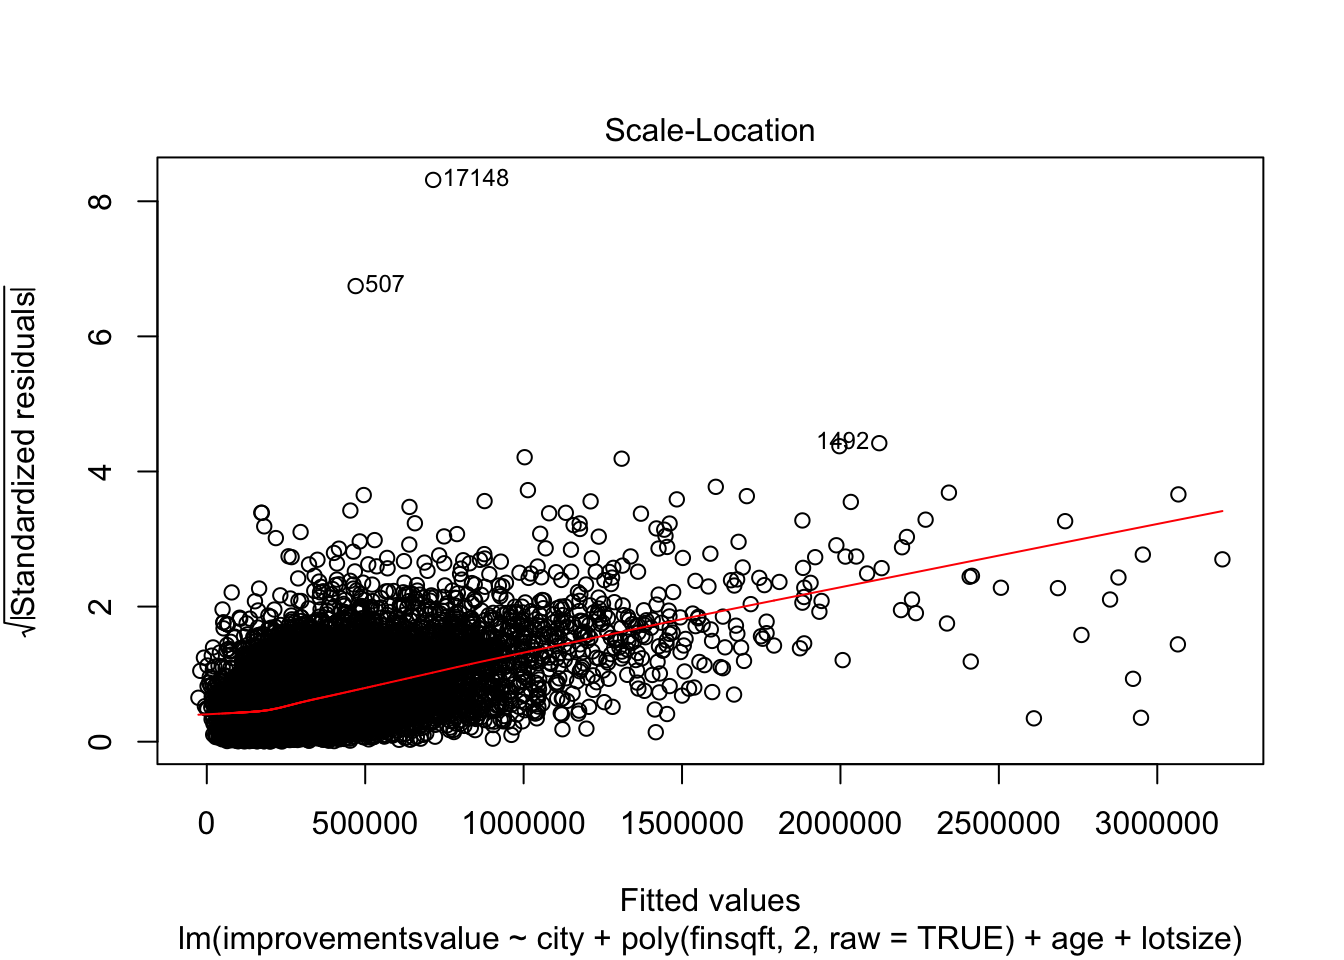 Scale-Location
√|Standardized residuals|
8
6
4
2
0
17148
507
1492
0 500000 1000000 1500000 2000000 2500000 3000000
Fitted values
lm(improvementsvalue ~ city + poly(finsqft, 2, raw = TRUE) + age + lotsize)